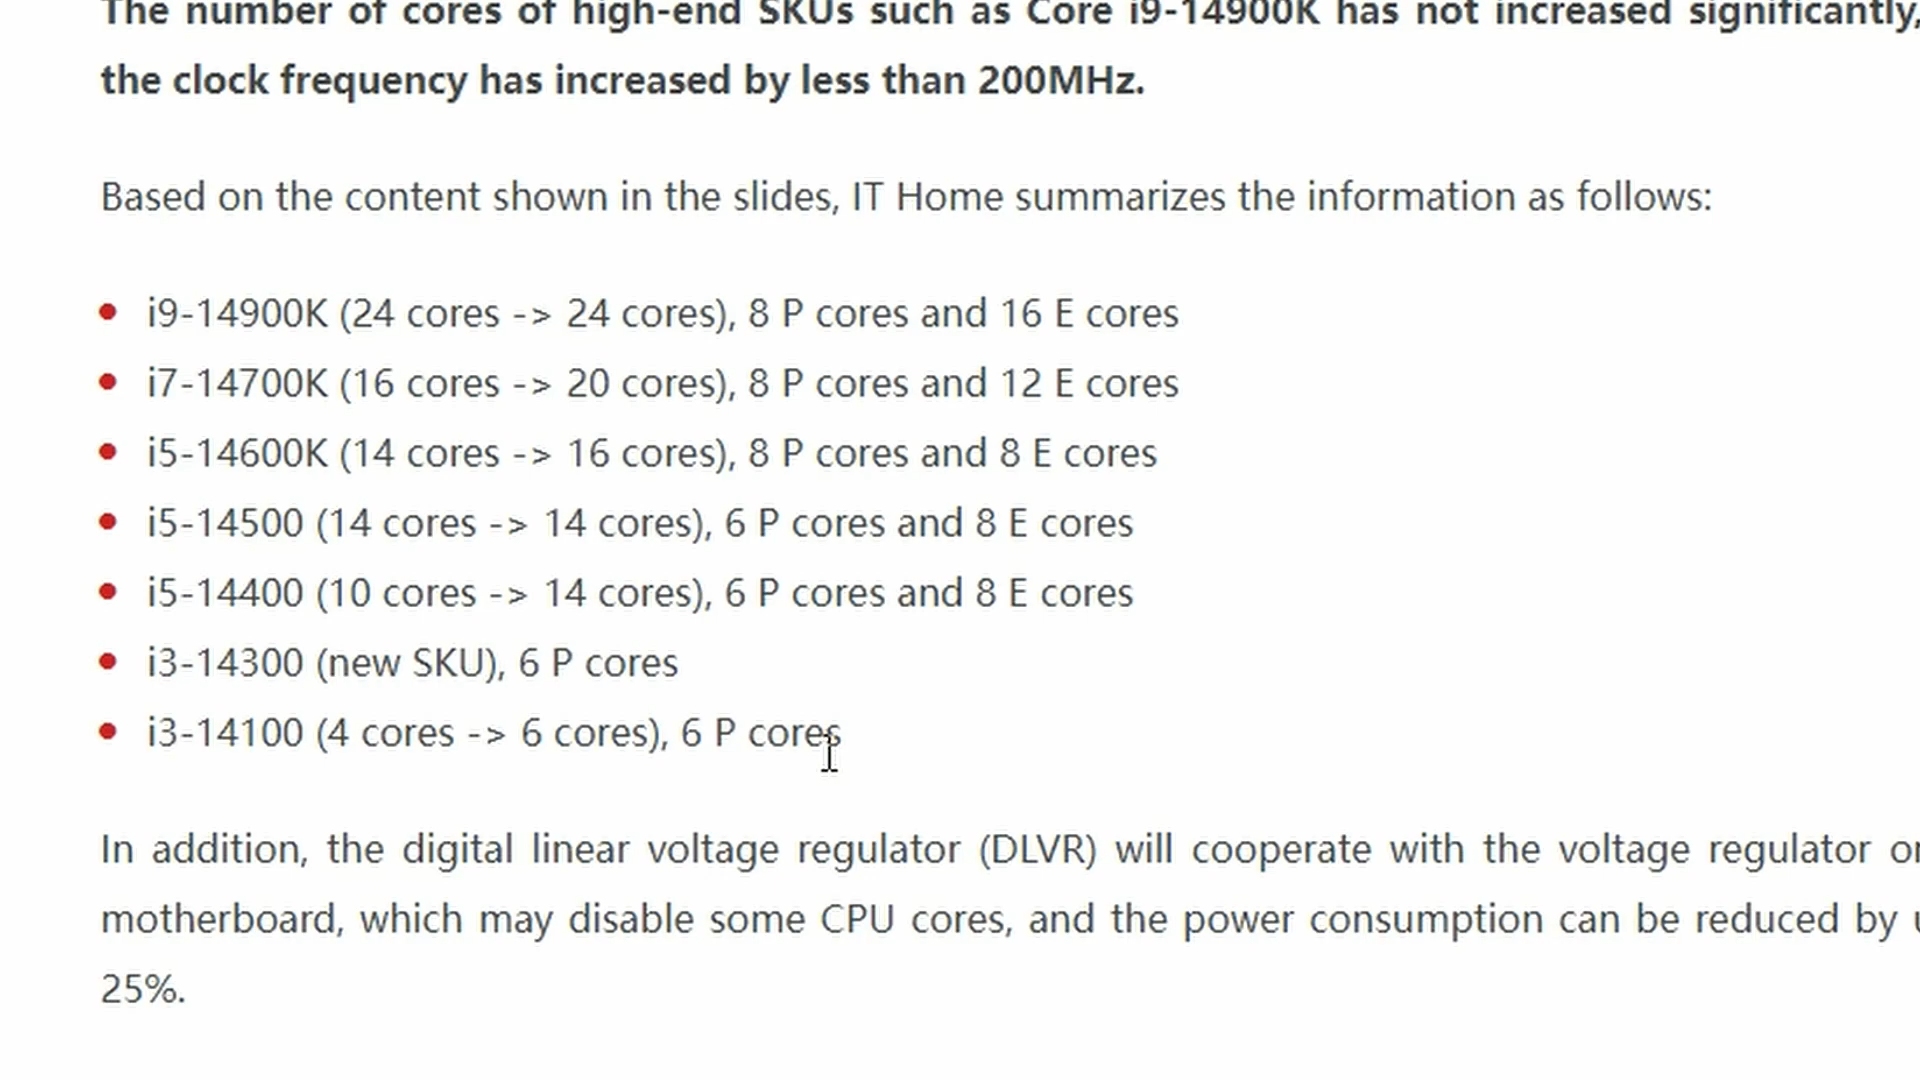 The number of cores of high-end SKUs such as Core i9-14900K has not increased significantly,
the clock frequency has increased by less than 200MHz.
Based on the content shown in the slides, IT Home summarizes the information as follows:
i9-14900K (24 cores -> 24 cores), 8 P cores and 16 E cores
i7-14700K (16 cores -> 20 cores), 8 P cores and 12 E cores
i5-14600K (14 cores -> 16 cores), 8 P cores and 8 E cores
i5-14500 (14 cores -> 14 cores), 6 P cores and 8 E cores
i5-14400 (10 cores -> 14 cores), 6 P cores and 8 E cores
i3-14300 (new SKU), 6 P cores
i3-14100 (4 cores -> 6 cores), 6 P cores
In addition, the digital linear voltage regulator (DLVR) will cooperate with the voltage regulator
motherboard, which may disable some CPU cores, and the power consumption can be reduced by
25%.